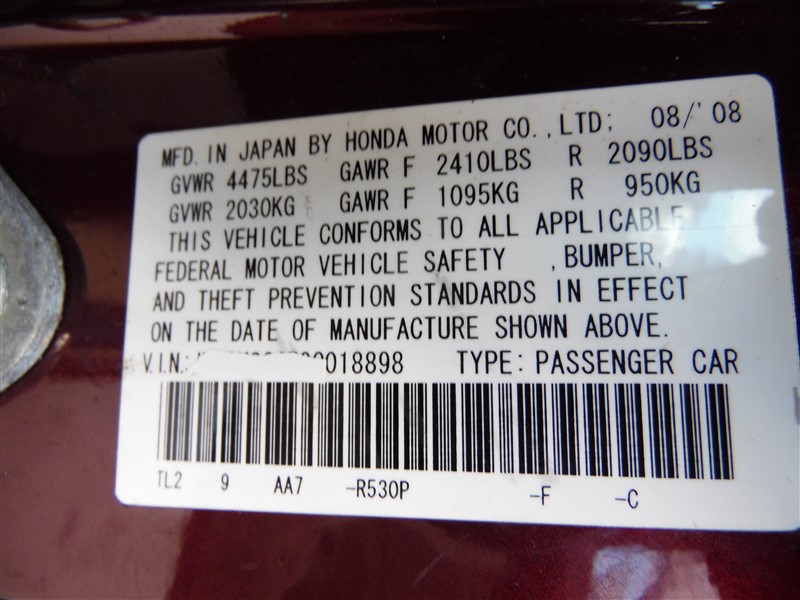 MFD. IN JAPAN BY HONDA MOTOR CO.,LTD; 08/'08
GVWR 4475LBS GAWR F 2410LBS R 2090LBS
GVWR 2030KG GAWR F 1095KG R 950KG
THIS VEHICLE CONFORMS TO ALL APPLICABLE
FEDERAL MOTOR VEHICLE SAFETY , BUMPER,
AND THEFT PREVENTION STANDARDS IN EFFECT
ON THE DATE OF MANUFACTURE SHOWN ABOVE.
V.I.N.: 018898 TYPE: PASSENGER CAR
TL2 9 AA7 -R530P -F -C